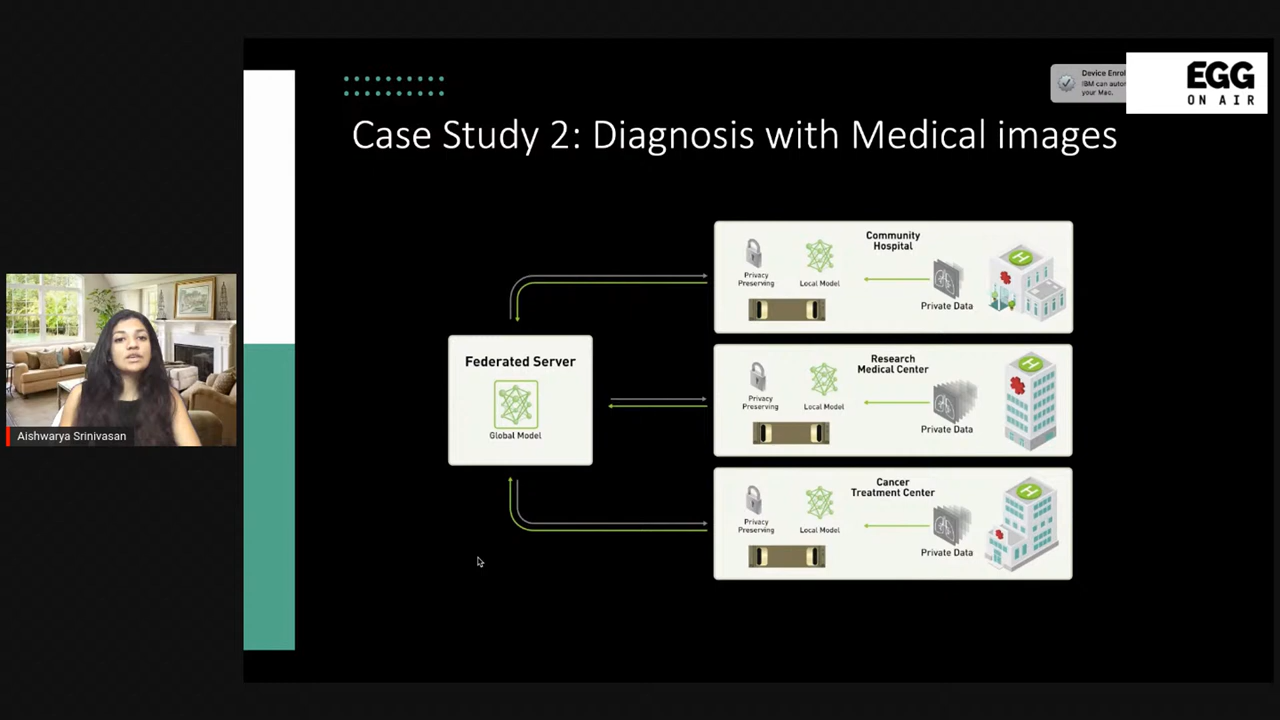 Device Enrol
IBM can auto
your Mac.
EGG
ON AIR
Case Study 2: Diagnosis with Medical images
Community
Hospital
Privacy
Preserving
Local Model
Private Data
H
Federated Server
Global Model
Research
Medical Center
Privacy
Preserving
Local Model
Private Data
H
Cancer
Treatment Center
Privacy
Preserving
Local Model
Private Data
H
Aishwarya Srinivasan